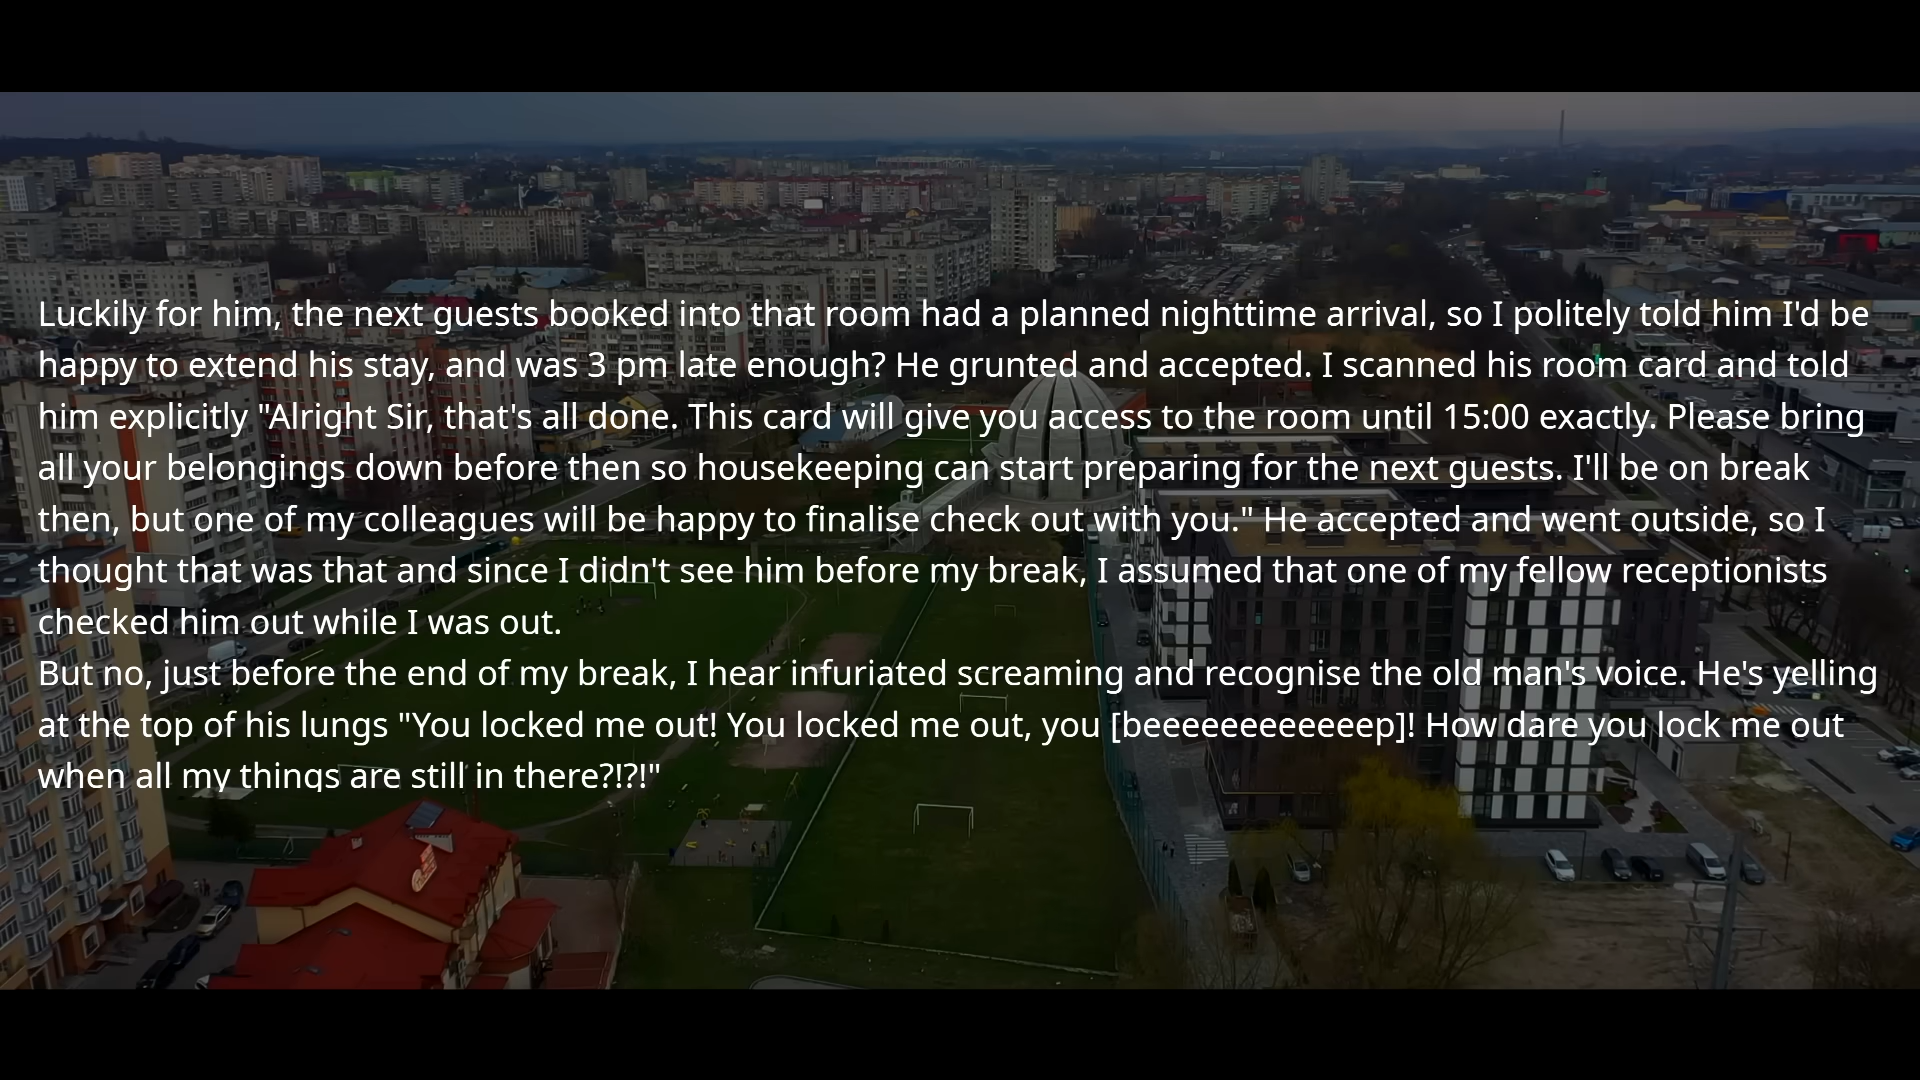 Luckily for him, the next guests booked into that room had a planned nighttime arrival, so I politely told him I'd be
happy to extend his stay, and was 3 pm late enough? He grunted and accepted. I scanned his room card and told
him explicitly "Alright Sir, that's all done. This card will give you access to the room until 15:00 exactly. Please bring
all your belongings down before then so housekeeping can start preparing for the next guests. I'll be on break
then, but one of my colleagues will be happy to finalise check out with you." He accepted and went outside, so I
thought that was that and since I didn't see him before my break, I assumed that one of my fellow receptionists
checked him out while I was out.
But no, just before the end of my break, I hear infuriated screaming and recognise the old man's voice. He's yelling
at the top of his lungs "You locked me out! You locked me out, you [beeeeeeeeeeep]! How dare you lock me out
when all my things are still in there?!?!"